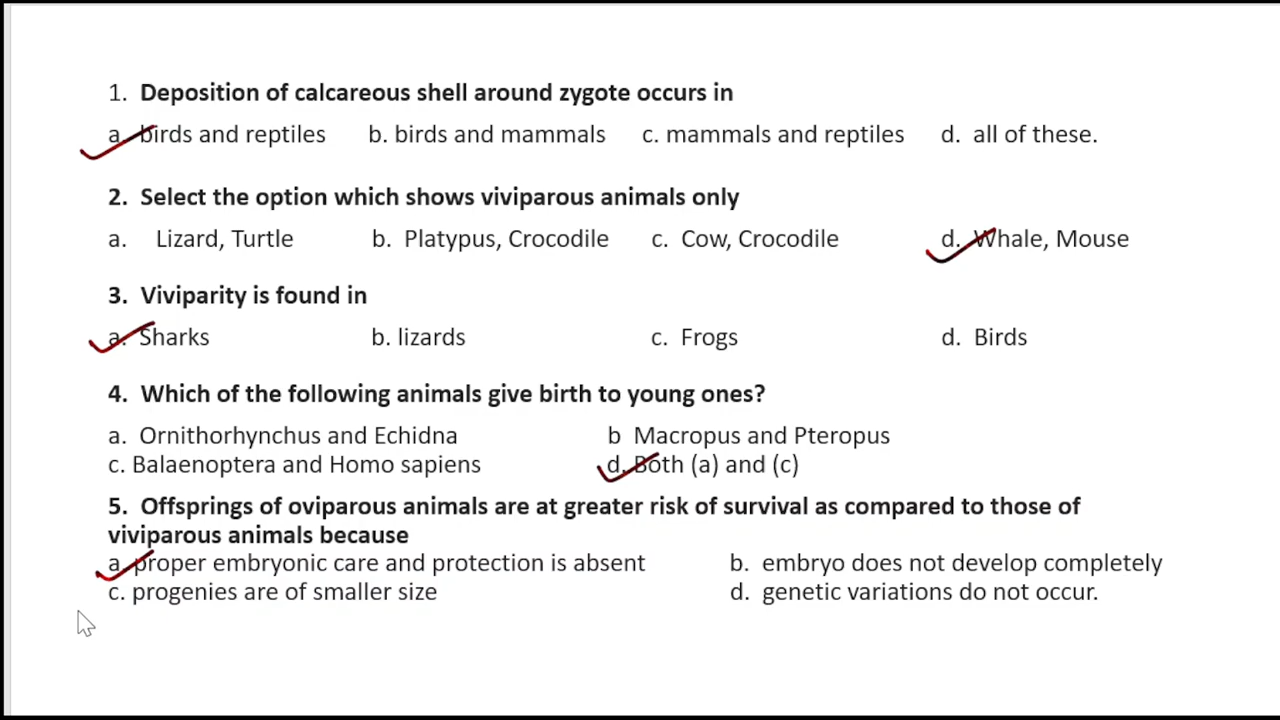 1. Deposition of calcareous shell around zygote occurs in
a. birds and reptiles b. birds and mammals c. mammals and reptiles d. all of these.
2. Select the option which shows viviparous animals only
a. Lizard, Turtle b. Platypus, Crocodile c. Cow, Crocodile d. Whale, Mouse
3. Viviparity is found in
a. Sharks b. lizards c. Frogs d. Birds
4. Which of the following animals give birth to young ones?
a. Ornithorhynchus and Echidna b Macropus and Pteropus
c. Balaenoptera and Homo sapiens d. Both (a) and (c)
5. Offsprings of oviparous animals are at greater risk of survival as compared to those of
viviparous animals because
a. proper embryonic care and protection is absent b. embryo does not develop completely
c. progenies are of smaller size d. genetic variations do not occur.